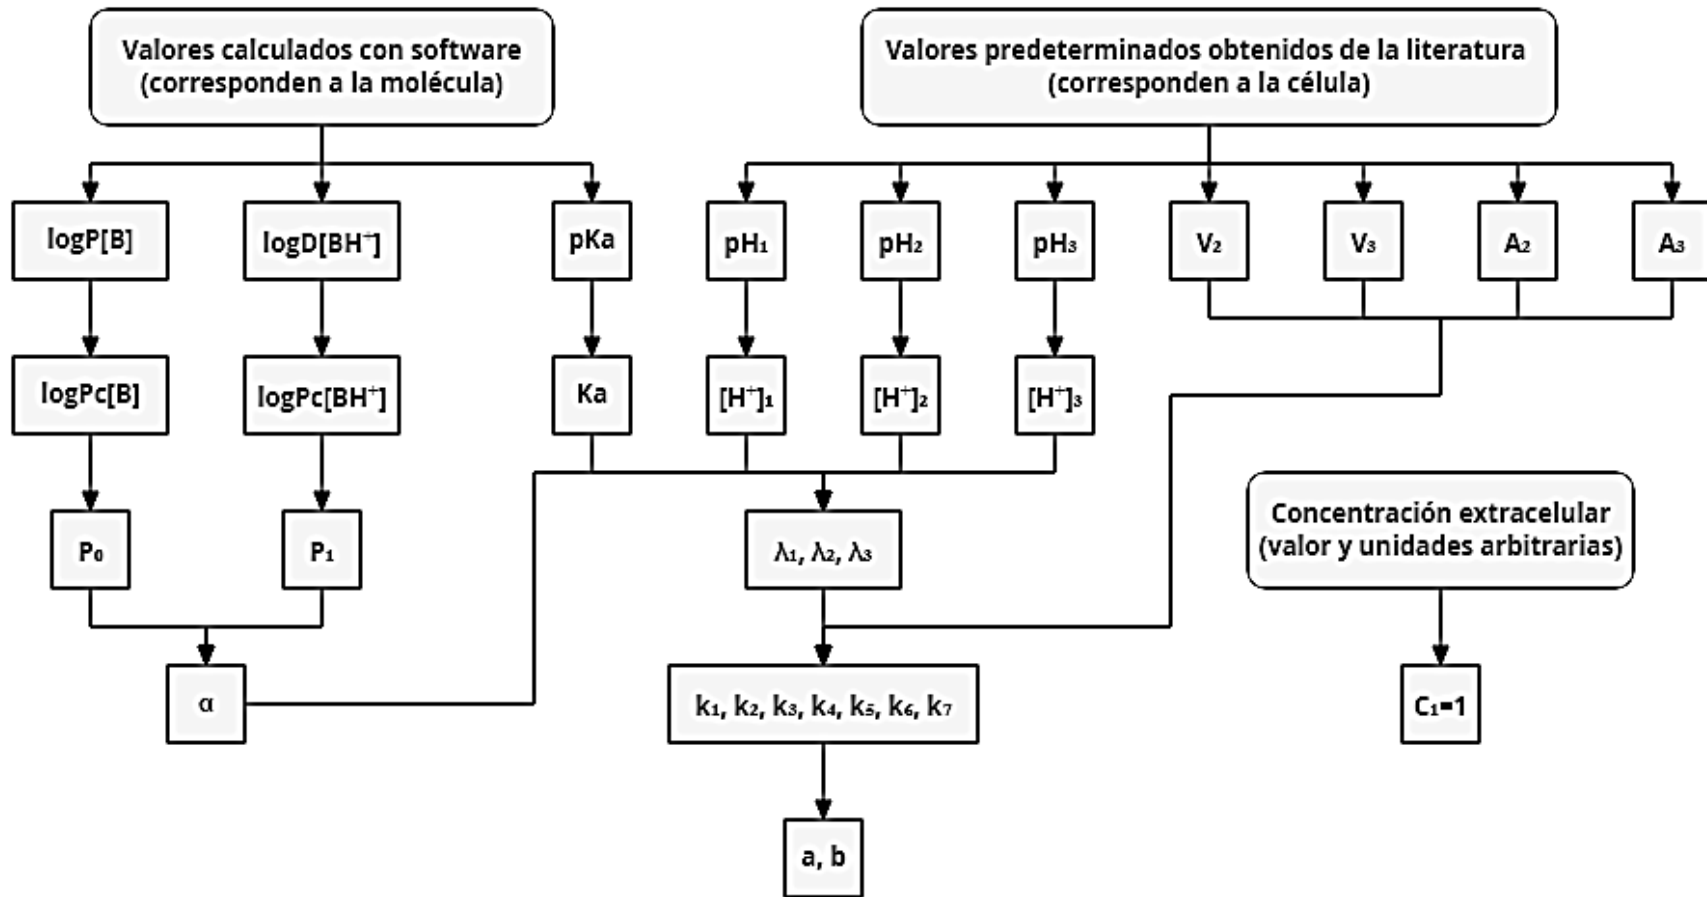 Valores calculados con software
(corresponden a la molécula)
Valores predeterminados obtenidos de la literatura
(corresponden a la célula)
logP[B]
logD[BH⁺]
pKa
pH₁
pH₂
pH₃
V₂
V₃
A₂
A₃
logPc[B]
logPc[BH⁺]
Ka
[H⁺]₁
[H⁺]₂
[H⁺]₃
Concentración extracelular
(valor y unidades arbitrarias)
P₀
P₁
λ₁, λ₂, λ₃
α
k₁, k₂, k₃, k₄, k₅, k₆, k₇
C₁=1
a, b